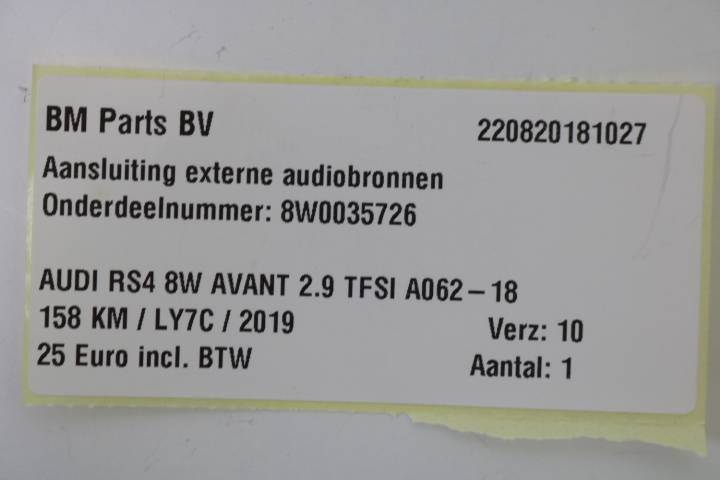 BM Parts BV 220820181027
Aansluiting externe audiobronnen
Onderdeelnummer: 8W0035726
AUDI RS4 8W AVANT 2.9 TFSI A062-18
158 KM / LY7C / 2019 Verz: 10
25 Euro incl. BTW Aantal: 1